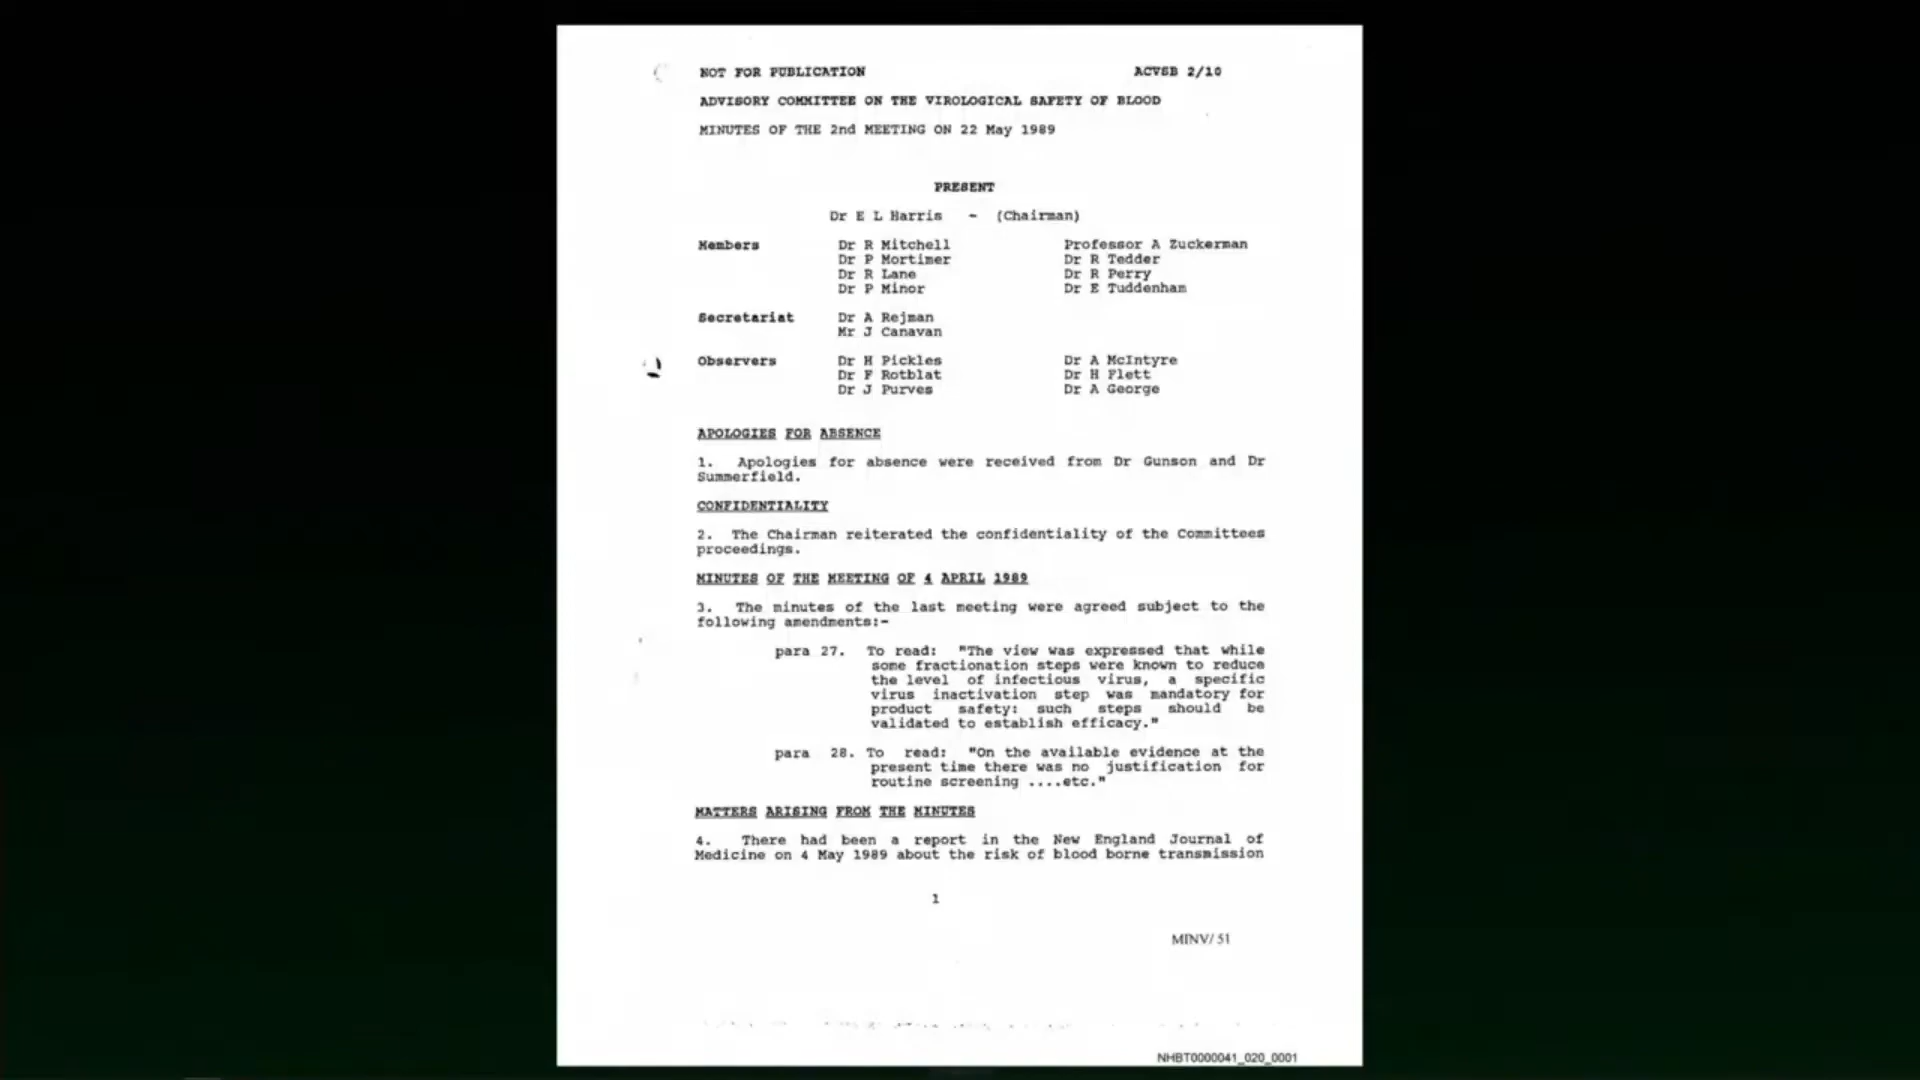 NOT FOR PUBLICATION ACVSB 2/10
ADVISORY COMMITTEE ON THE VIROLOGICAL SAFETY OF BLOOD
MINUTES OF THE 2nd MEETING ON 22 May 1989
PRESENT
Dr E L Harris - (Chairman)
Members Dr R Mitchell Professor A Zuckerman
Dr P Mortimer Dr R Tedder
Dr R Lane Dr R Perry
Dr P Minor Dr E Tuddenham
Secretariat Dr A Rejman
Mr J Canavan
Observers Dr H Pickles Dr A McIntyre
Dr F Rotblat Dr H Flett
Dr J Purves Dr A George
APOLOGIES FOR ABSENCE
1. Apologies for absence were received from Dr Gunson and Dr
Summerfield.
CONFIDENTIALITY
2. The Chairman reiterated the confidentiality of the Committees
proceedings.
MINUTES OF THE MEETING OF 4 APRIL 1989
3. The minutes of the last meeting were agreed subject to the
following amendments:-
para 27. To read: "The view was expressed that while
some fractionation steps were known to reduce
the level of infectious virus, a specific
virus inactivation step was mandatory for
product safety: such steps should be
validated to establish efficacy."
para 28. To read: "On the available evidence at the
present time there was no justification for
routine screening ....etc."
MATTERS ARISING FROM THE MINUTES
4. There had been a report in the New England Journal of
Medicine on 4 May 1989 about the risk of blood borne transmission
1
MINV/51
NHBT0000041_020_0001